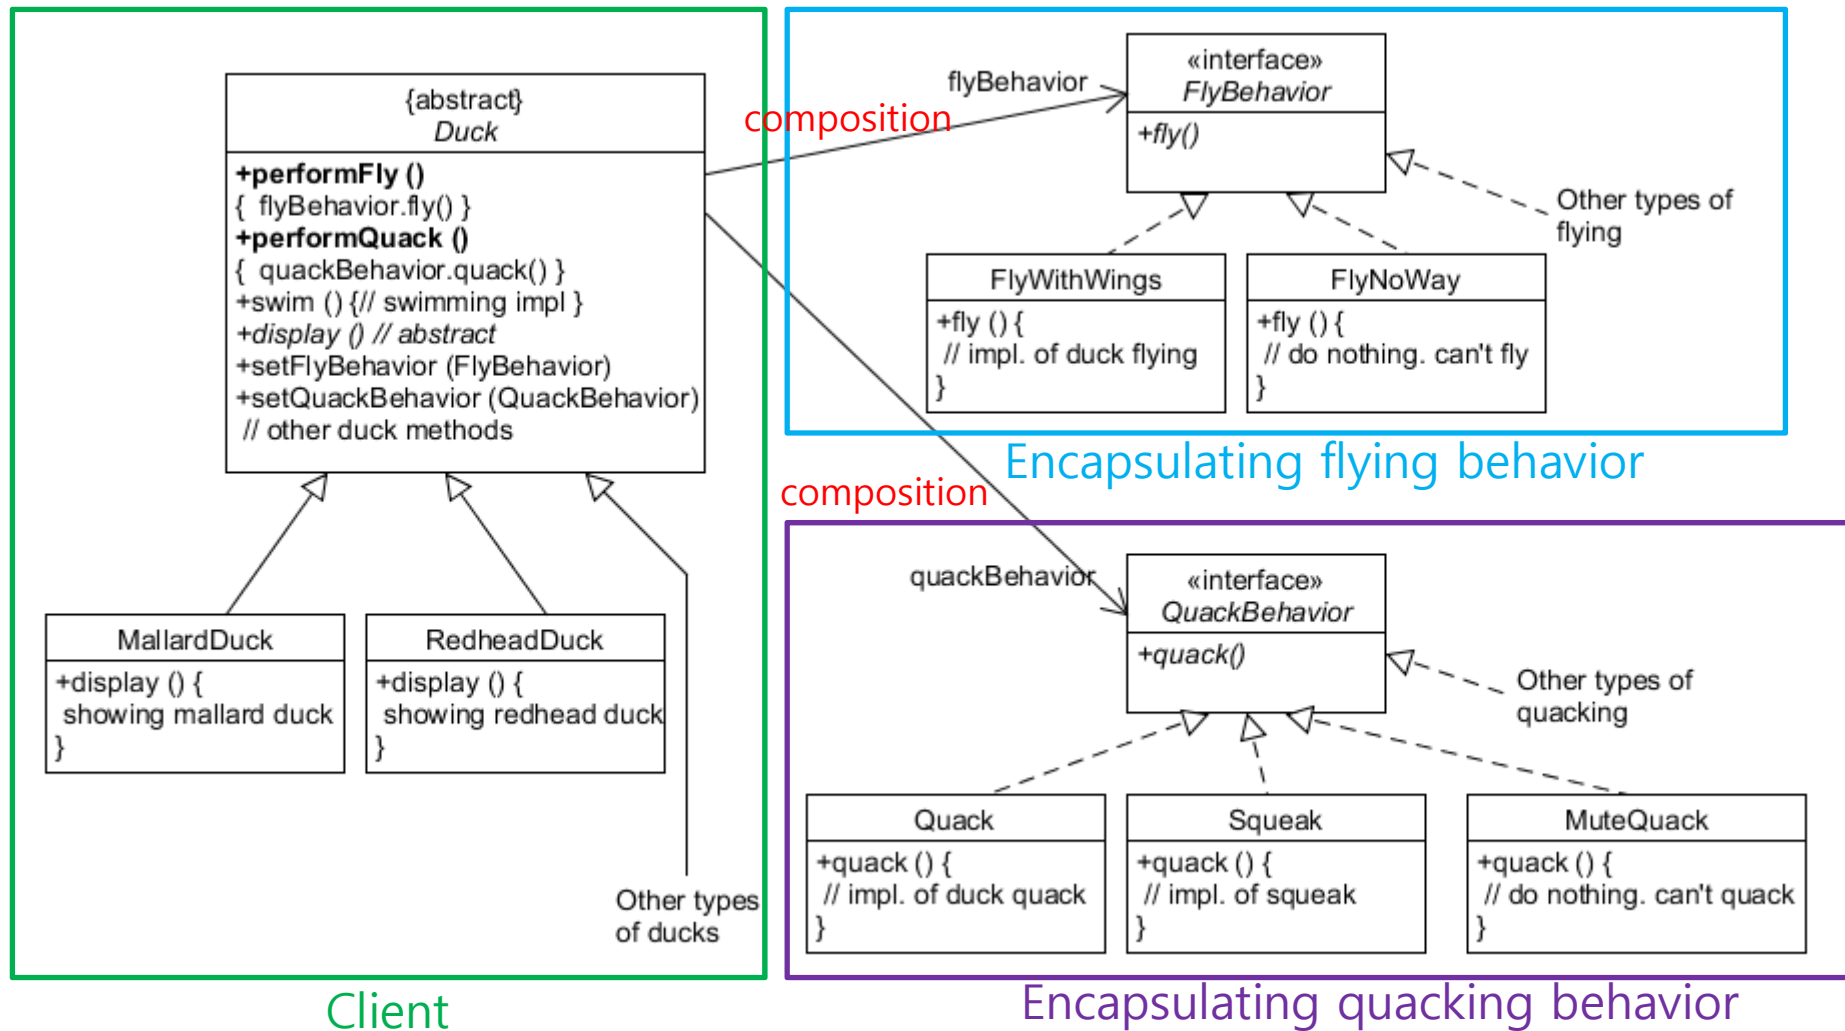 {abstract}
Duck
+performFly ()
{  flyBehavior.fly() }
+performQuack ()
{  quackBehavior.quack() }
+swim () {// swimming impl }
+display () // abstract
+setFlyBehavior (FlyBehavior)
+setQuackBehavior (QuackBehavior)
// other duck methods
MallardDuck
+display () {
showing mallard duck
}
RedheadDuck
+display () {
showing redhead duck
}
Other types
of ducks
Client
composition
flyBehavior
«interface»
FlyBehavior
+fly()
Other types of
flying
FlyWithWings
+fly () {
// impl. of duck flying
}
FlyNoWay
+fly () {
// do nothing. can't fly
}
Encapsulating flying behavior
composition
quackBehavior
«interface»
QuackBehavior
+quack()
Other types of
quacking
Quack
+quack () {
// impl. of duck quack
}
Squeak
+quack () {
// impl. of squeak
}
MuteQuack
+quack () {
// do nothing. can't quack
}
Encapsulating quacking behavior